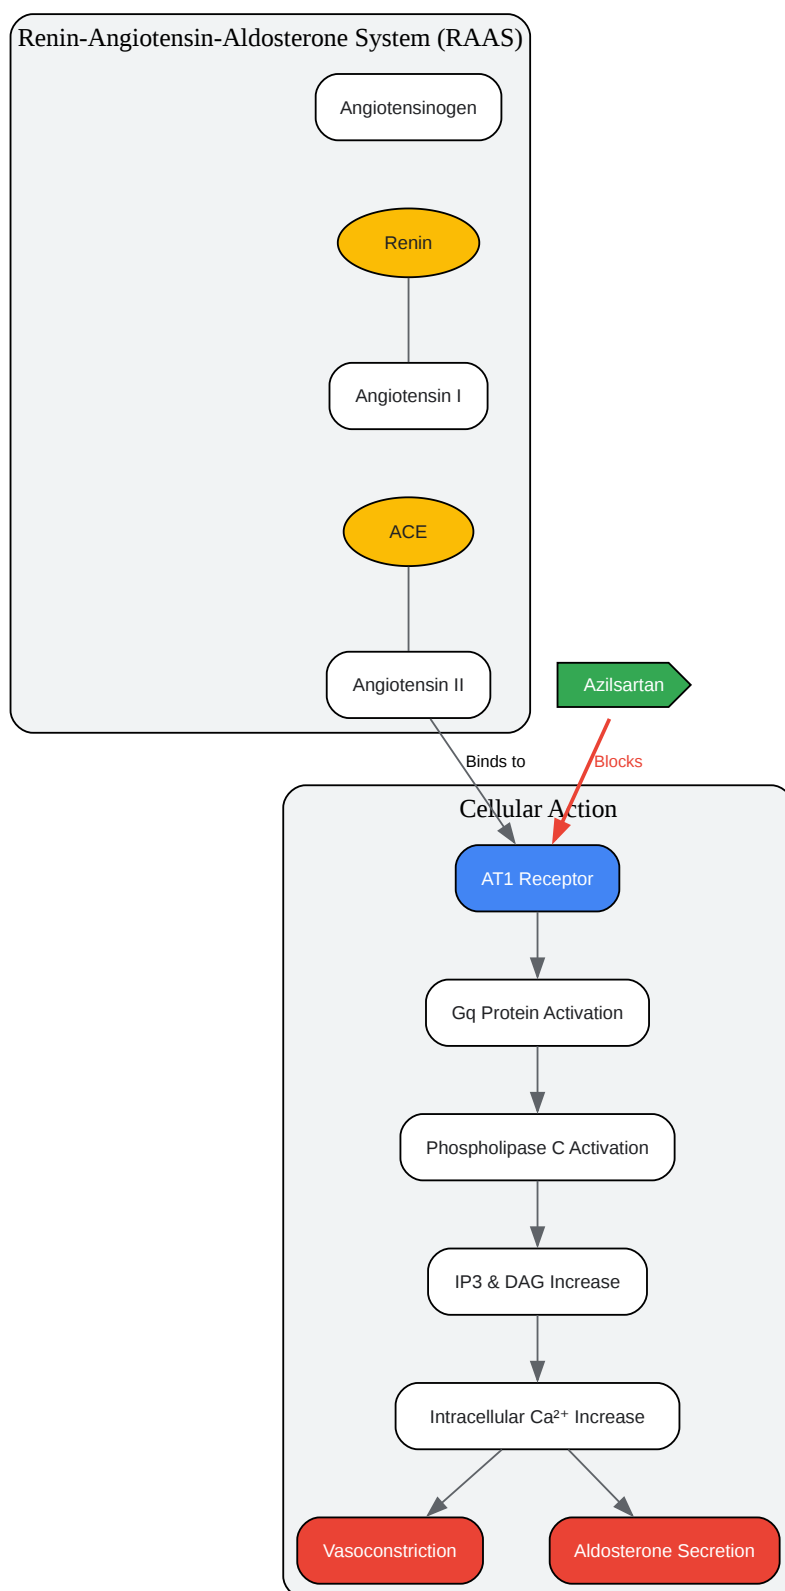 Renin-Angiotensin-Aldosterone System (RAAS)
Angiotensinogen
Renin
Angiotensin I
ACE
Angiotensin II
Azilsartan
Binds to
Blocks
Cellular Action
AT1 Receptor
Gq Protein Activation
Phospholipase C Activation
IP3 & DAG Increase
Intracellular Ca²⁺ Increase
Vasoconstriction
Aldosterone Secretion